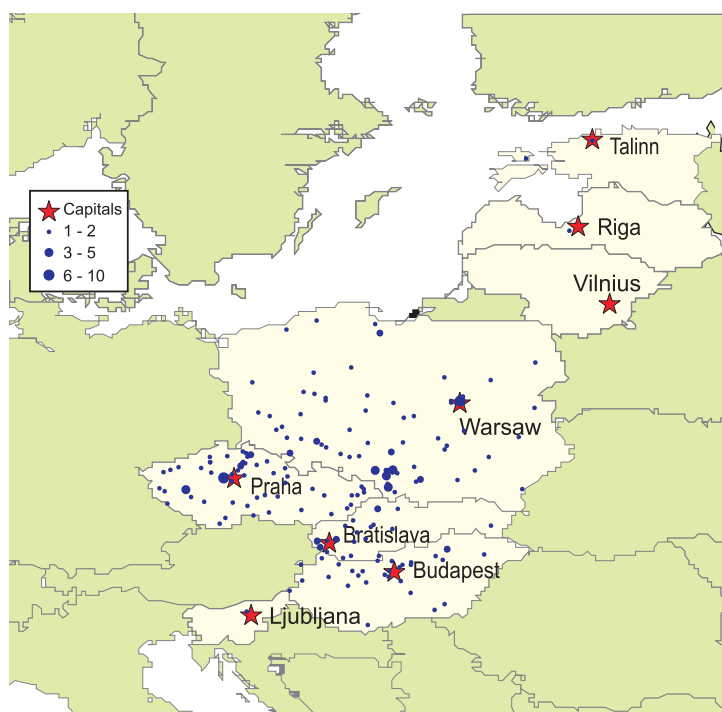 Talinn
Capitals
1 - 2
3 - 5
6 - 10
Riga
Vilnius
Warsaw
Praha
Bratislava
Budapest
Ljubljana